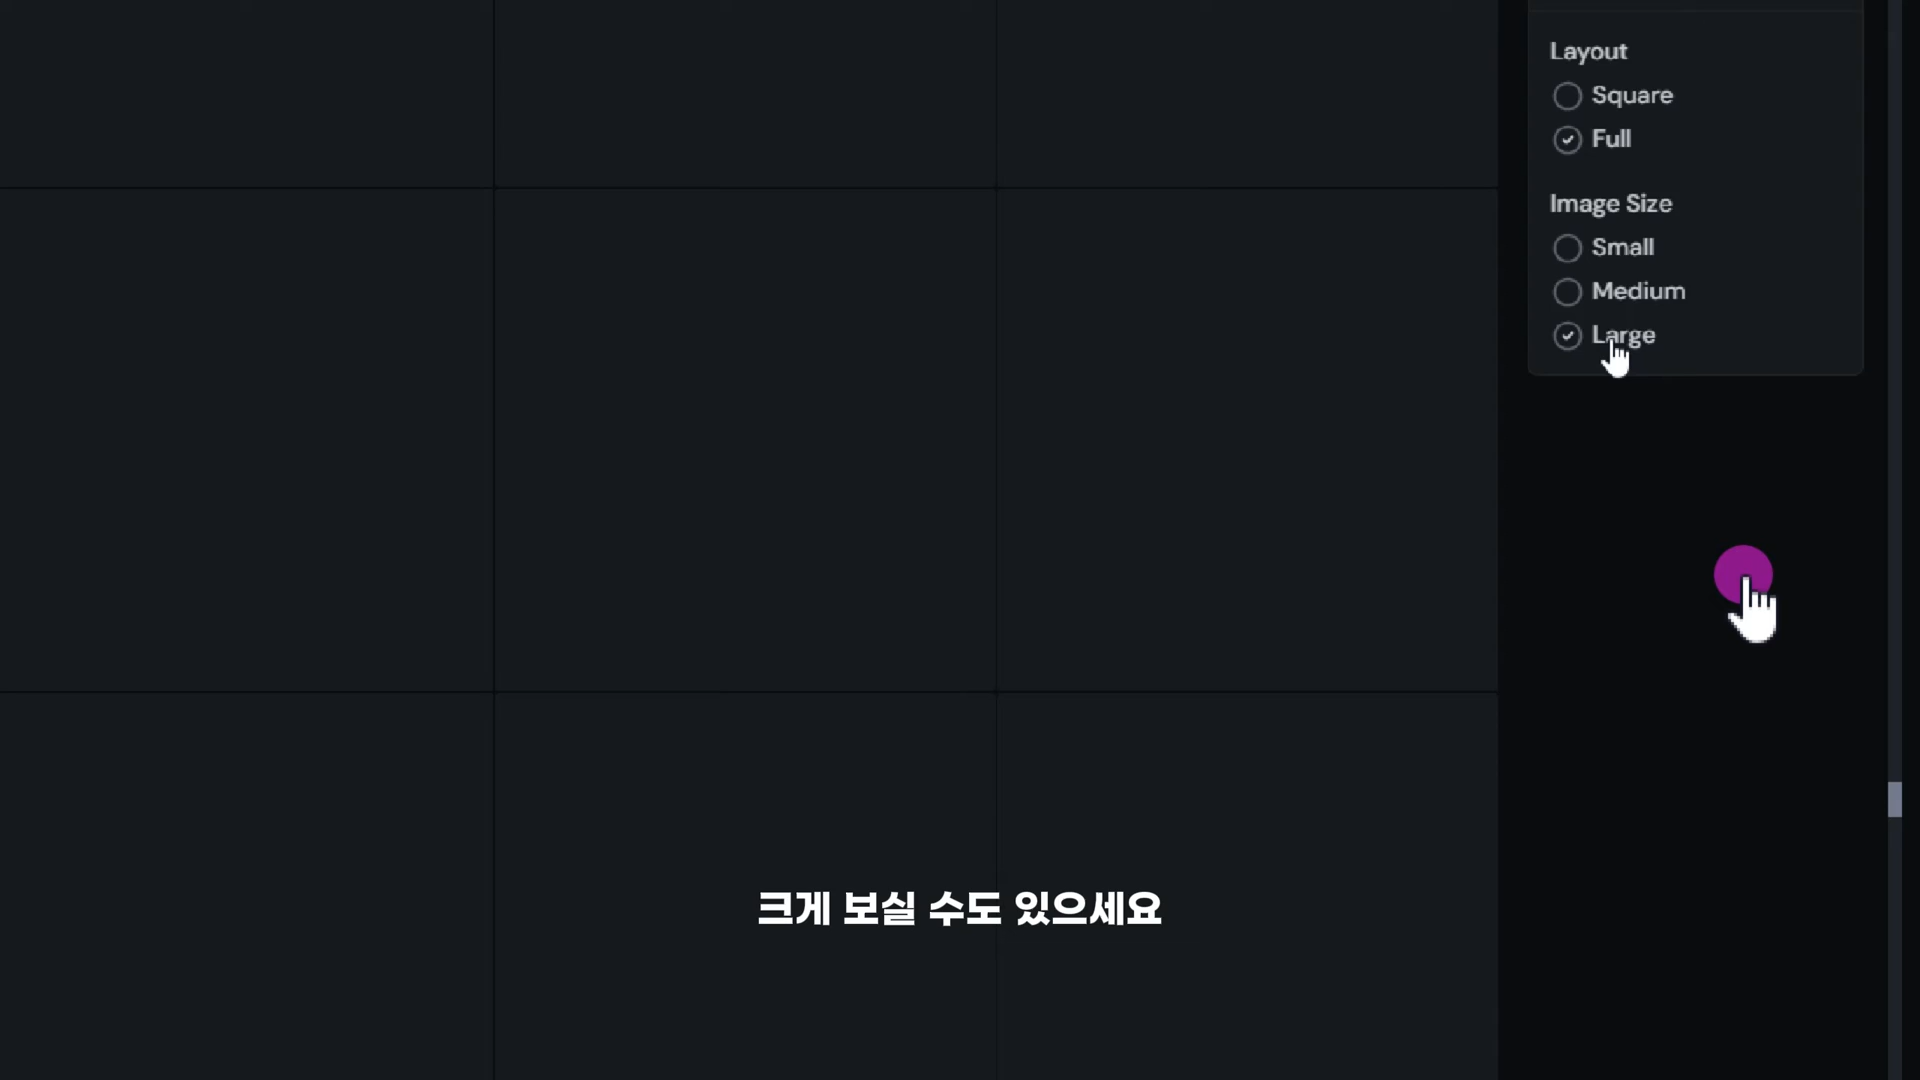 Layout
Square
Full
Image Size
Small
Medium
Large
크게 보실 수도 있으세요